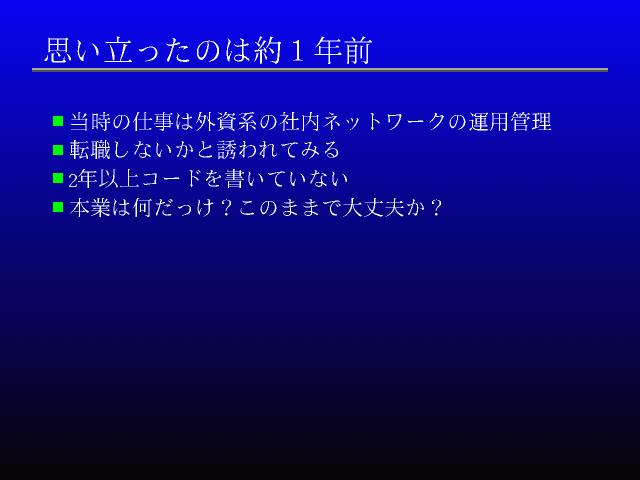 思い立ったのは約１年前
当時の仕事は外資系の社内ネットワークの運用管理
転職しないかと誘われてみる
2年以上コードを書いていない
本業は何だっけ？このままで大丈夫か？